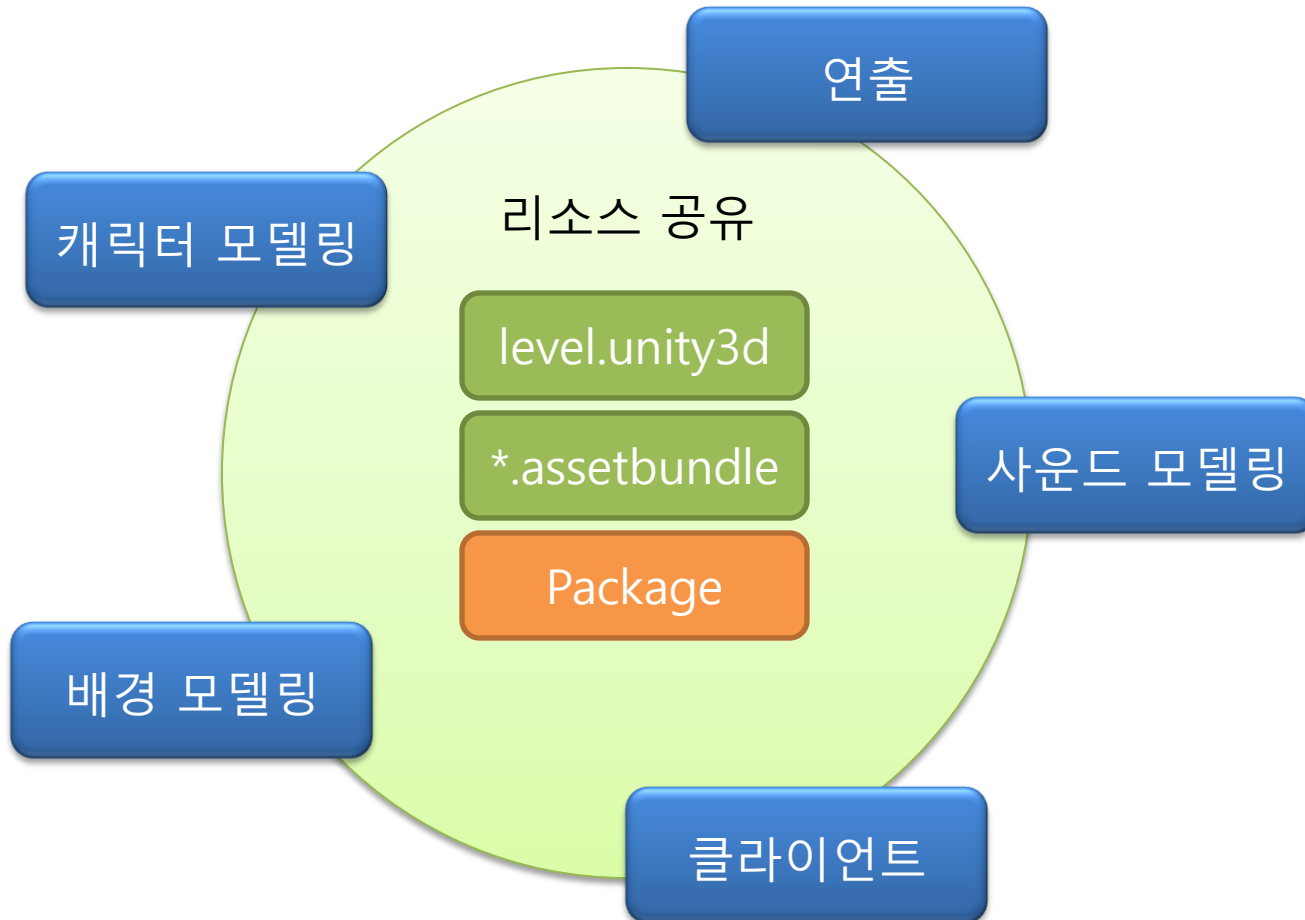 연출
캐릭터 모델링
리소스 공유
level.unity3d
*.assetbundle
사운드 모델링
Package
배경 모델링
클라이언트